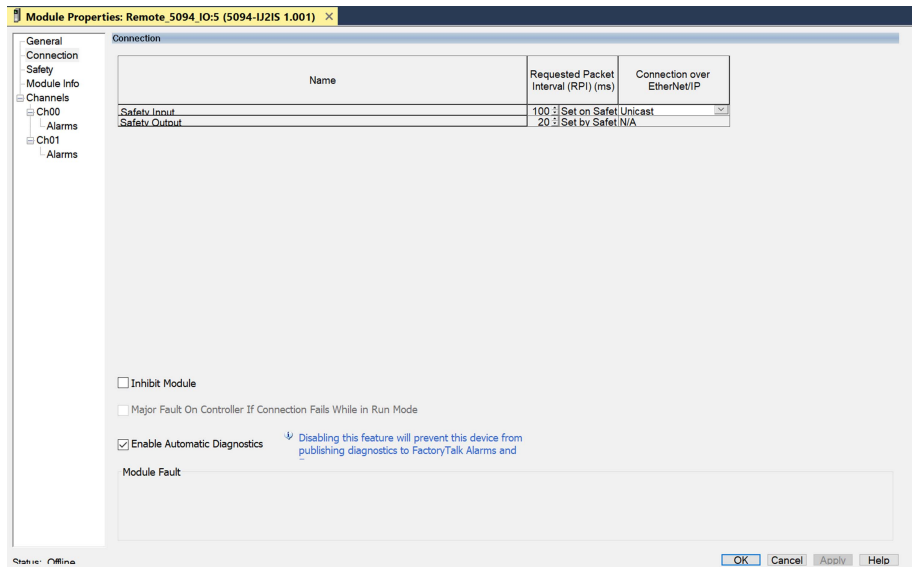 Module Properties: Remote_5094_IO:5 (5094-IJ2IS 1.001) ×
General
Connection
Safety
Module Info
Channels
Ch00
Alarms
Ch01
Alarms
Connection
Name
Requested Packet
Interval (RPI) (ms)
Connection over
EtherNet/IP
Safety Input
100 Set on Safet Unicast
Safety Output
20 Set by Safet N/A
Inhibit Module
Major Fault On Controller If Connection Fails While in Run Mode
Enable Automatic Diagnostics
Disabling this feature will prevent this device from
publishing diagnostics to FactoryTalk Alarms and
Module Fault
Status: Offline
OK Cancel Apply Help